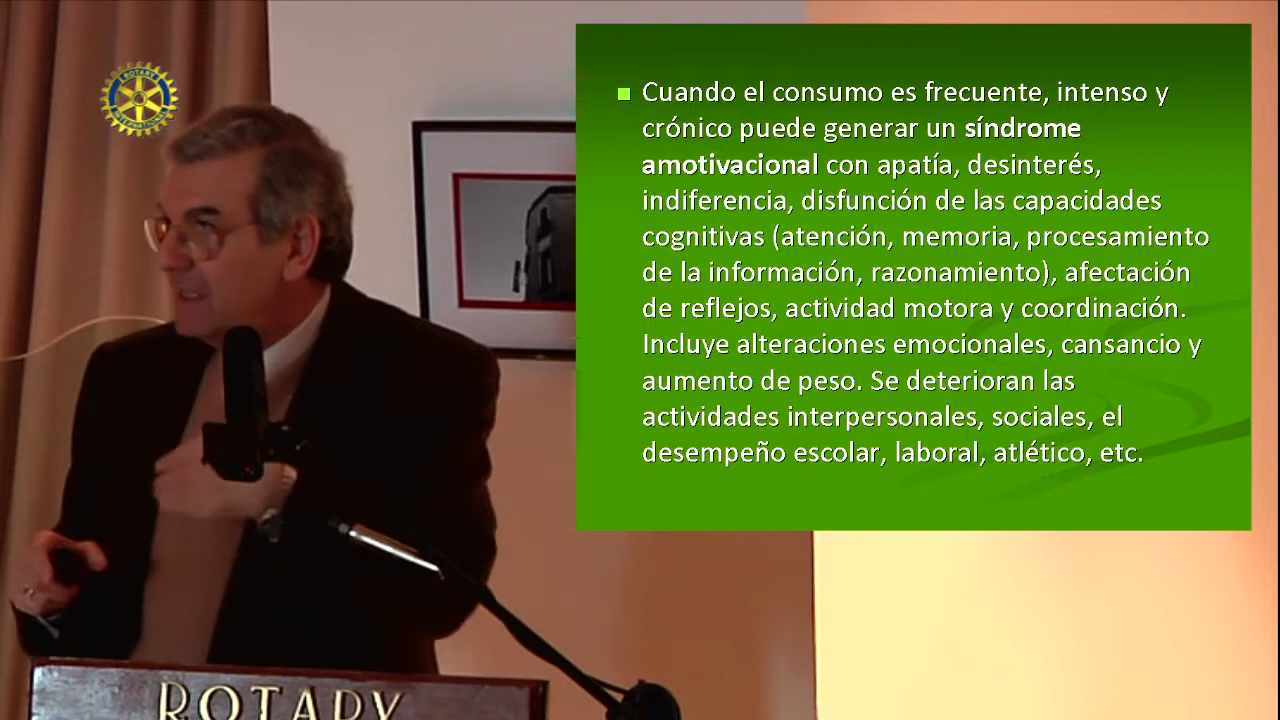 ROTARY
INTERNATIONAL
Cuando el consumo es frecuente, intenso y
crónico puede generar un síndrome
amotivacional con apatía, desinterés,
indiferencia, disfunción de las capacidades
cognitivas (atención, memoria, procesamiento
de la información, razonamiento), afectación
de reflejos, actividad motora y coordinación.
Incluye alteraciones emocionales, cansancio y
aumento de peso. Se deterioran las
actividades interpersonales, sociales, el
desempeño escolar, laboral, atlético, etc.
ROTARY